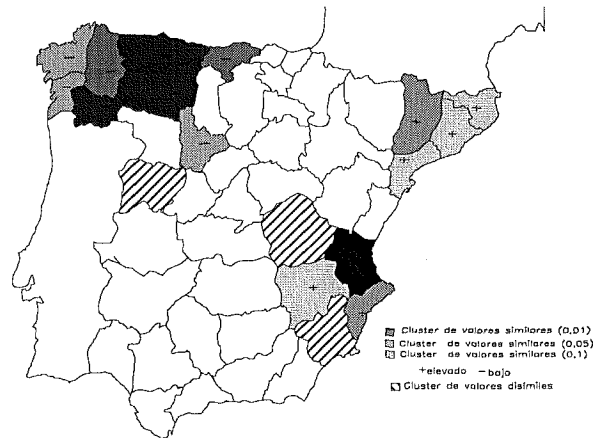 Cluster de valores similares (0,01)
Cluster de valores similares (0,05)
Cluster de valores similares (0,1)
+elevado -bajo
Cluster de valores disímiles